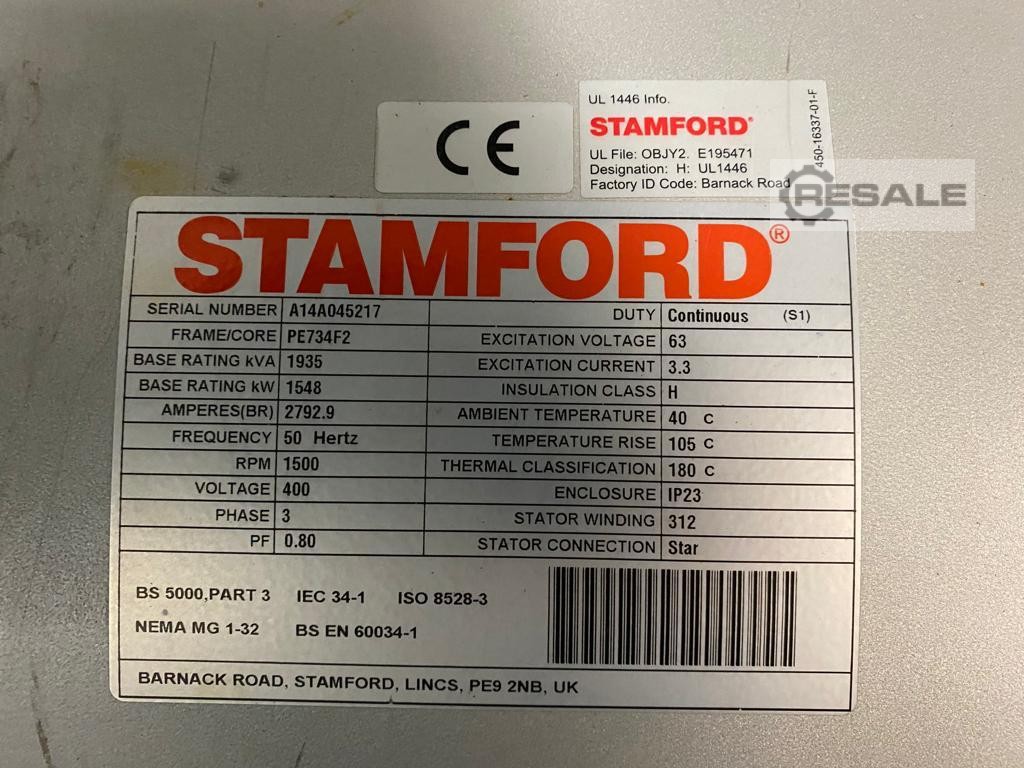 CE
UL 1446 Info.
STAMFORD®
UL File: OBJY2. E195471
Designation: H: UL1446
Factory ID Code: Barnack Road
450-16337-01-F
RESALE
STAMFORD®
SERIAL NUMBER A14A045217 DUTY Continuous (S1)
FRAME/CORE PE734F2 EXCITATION VOLTAGE 63
BASE RATING kVA 1935 EXCITATION CURRENT 3.3
BASE RATING kW 1548 INSULATION CLASS H
AMPERES(BR) 2792.9 AMBIENT TEMPERATURE 40 C
FREQUENCY 50 Hertz TEMPERATURE RISE 105 C
RPM 1500 THERMAL CLASSIFICATION 180 C
VOLTAGE 400 ENCLOSURE IP23
PHASE 3 STATOR WINDING 312
PF 0.80 STATOR CONNECTION Star
BS 5000,PART 3 IEC 34-1 ISO 8528-3
NEMA MG 1-32 BS EN 60034-1
BARNACK ROAD, STAMFORD, LINCS, PE9 2NB, UK